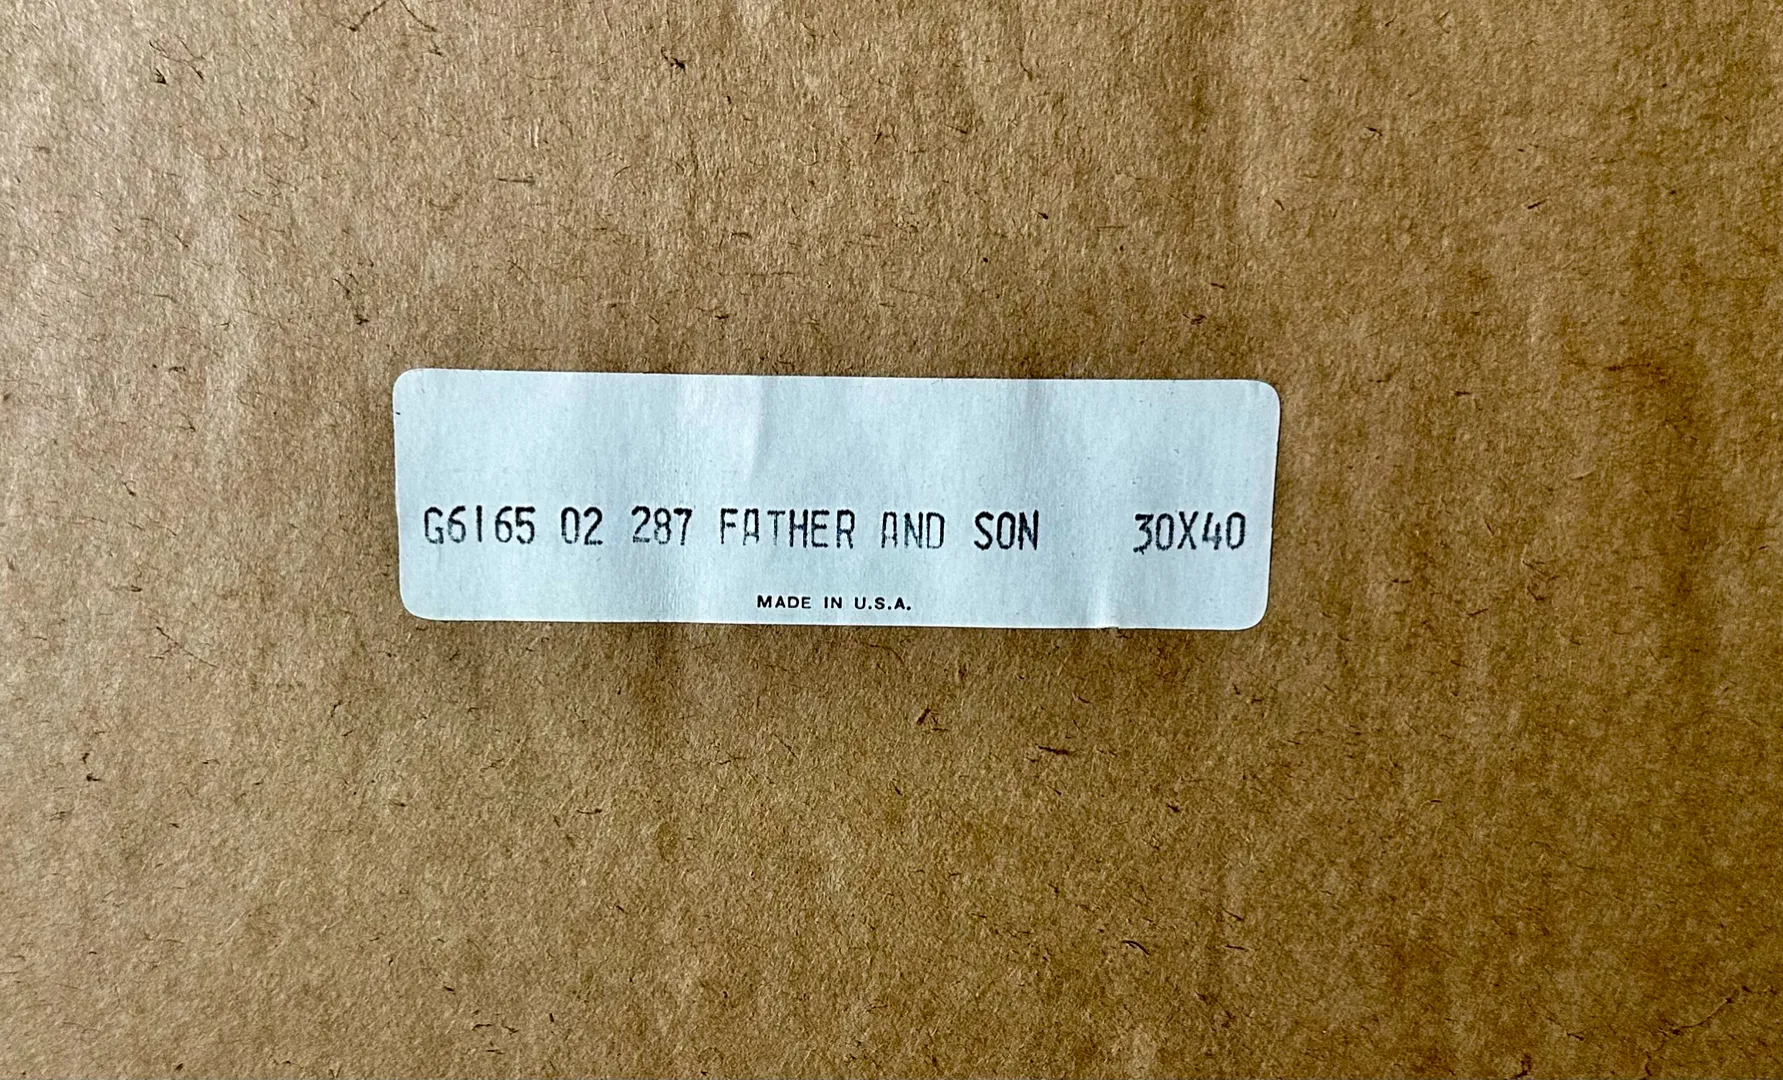 G6165 02 287 FATHER AND SON 30X40
MADE IN U.S.A.